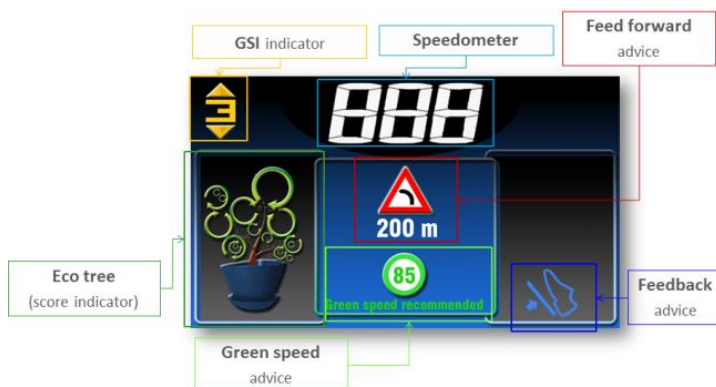 GSI indicator
Speedometer
Feed forward
advice
3
888
200 m
85
Green speed recommended
Eco tree
(score indicator)
Feedback
advice
Green speed
advice